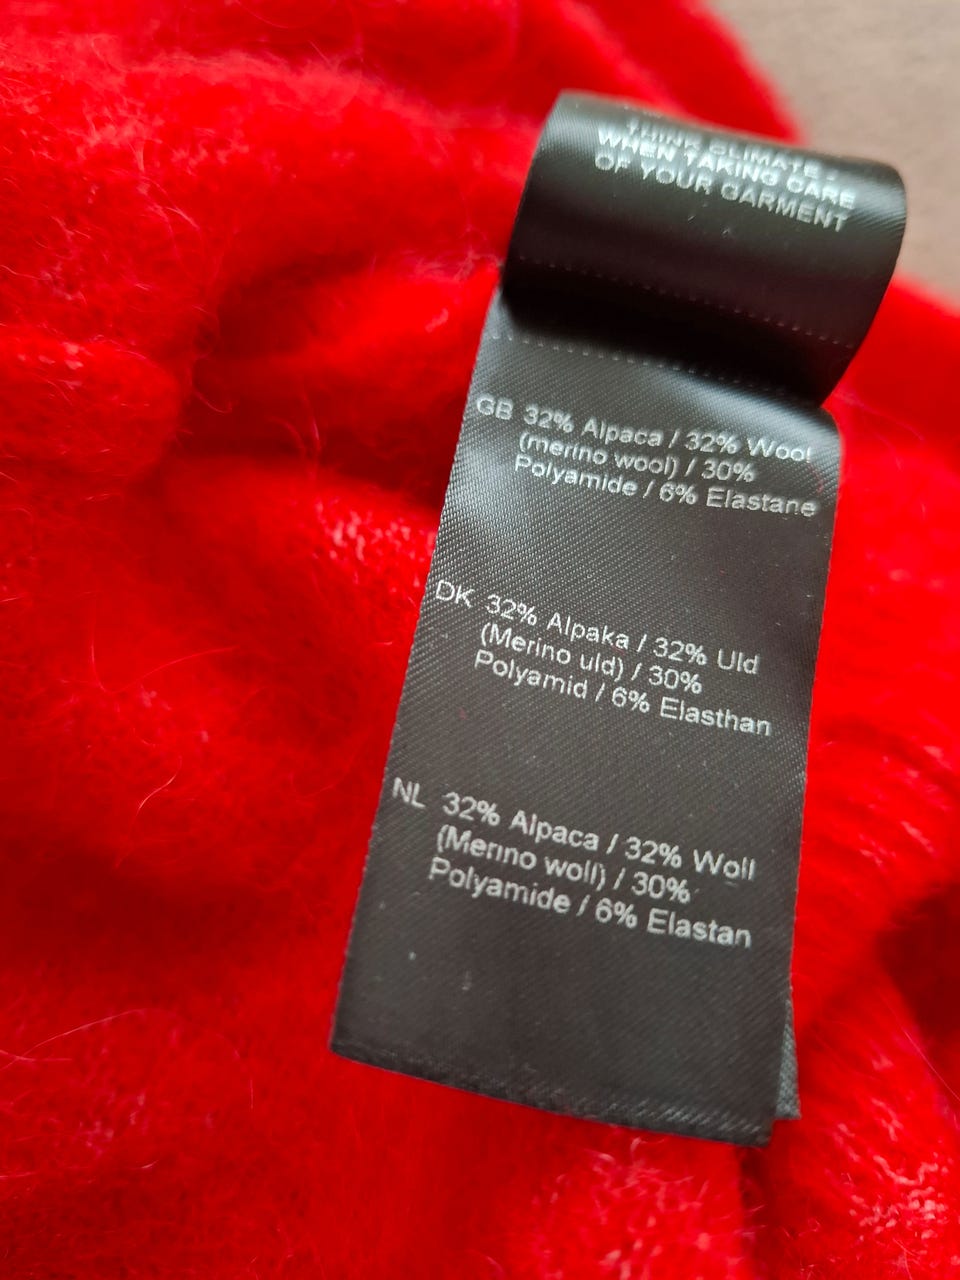 THINK CLIMATE -
WHEN TAKING CARE
OF YOUR GARMENT
GB 32% Alpaca / 32% Wool
(merino wool) / 30%
Polyamide / 6% Elastane
DK 32% Alpaka / 32% Uld
(Merino uld) / 30%
Polyamid / 6% Elasthan
NL 32% Alpaca / 32% Woll
(Merino woll) / 30%
Polyamide / 6% Elastan